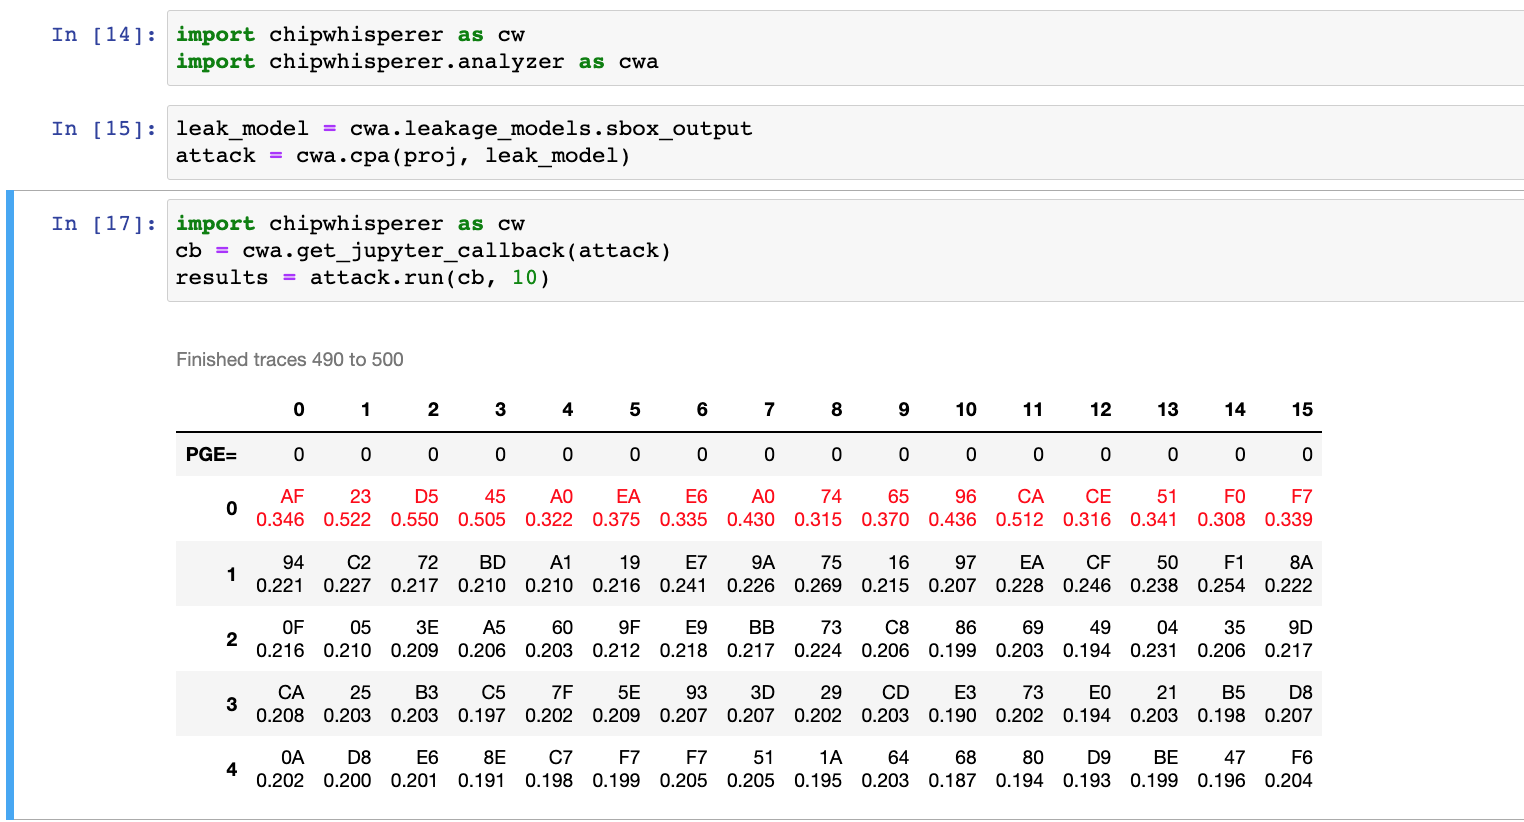 In [14]: import chipwhisperer as cw
import chipwhisperer.analyzer as cwa
In [15]: leak_model = cwa.leakage_models.sbox_output
attack = cwa.cpa(proj, leak_model)
In [17]: import chipwhisperer as cw
cb = cwa.get_jupyter_callback(attack)
results = attack.run(cb, 10)
Finished traces 490 to 500
0 1 2 3 4 5 6 7 8 9 10 11 12 13 14 15
PGE= 0 0 0 0 0 0 0 0 0 0 0 0 0 0 0 0
0 AF 23 D5 45 A0 EA E6 A0 74 65 96 CA CE 51 F0 F7
0.346 0.522 0.550 0.505 0.322 0.375 0.335 0.430 0.315 0.370 0.436 0.512 0.316 0.341 0.308 0.339
1 94 C2 72 BD A1 19 E7 9A 75 16 97 EA CF 50 F1 8A
0.221 0.227 0.217 0.210 0.210 0.216 0.241 0.226 0.269 0.215 0.207 0.228 0.246 0.238 0.254 0.222
2 0F 05 3E A5 60 9F E9 BB 73 C8 86 69 49 04 35 9D
0.216 0.210 0.209 0.206 0.203 0.212 0.218 0.217 0.224 0.206 0.199 0.203 0.194 0.231 0.206 0.217
3 CA 25 B3 C5 7F 5E 93 3D 29 CD E3 73 E0 21 B5 D8
0.208 0.203 0.203 0.197 0.202 0.209 0.207 0.207 0.202 0.203 0.190 0.202 0.194 0.203 0.198 0.207
4 0A D8 E6 8E C7 F7 F7 51 1A 64 68 80 D9 BE 47 F6
0.202 0.200 0.201 0.191 0.198 0.199 0.205 0.205 0.195 0.203 0.187 0.194 0.193 0.199 0.196 0.204